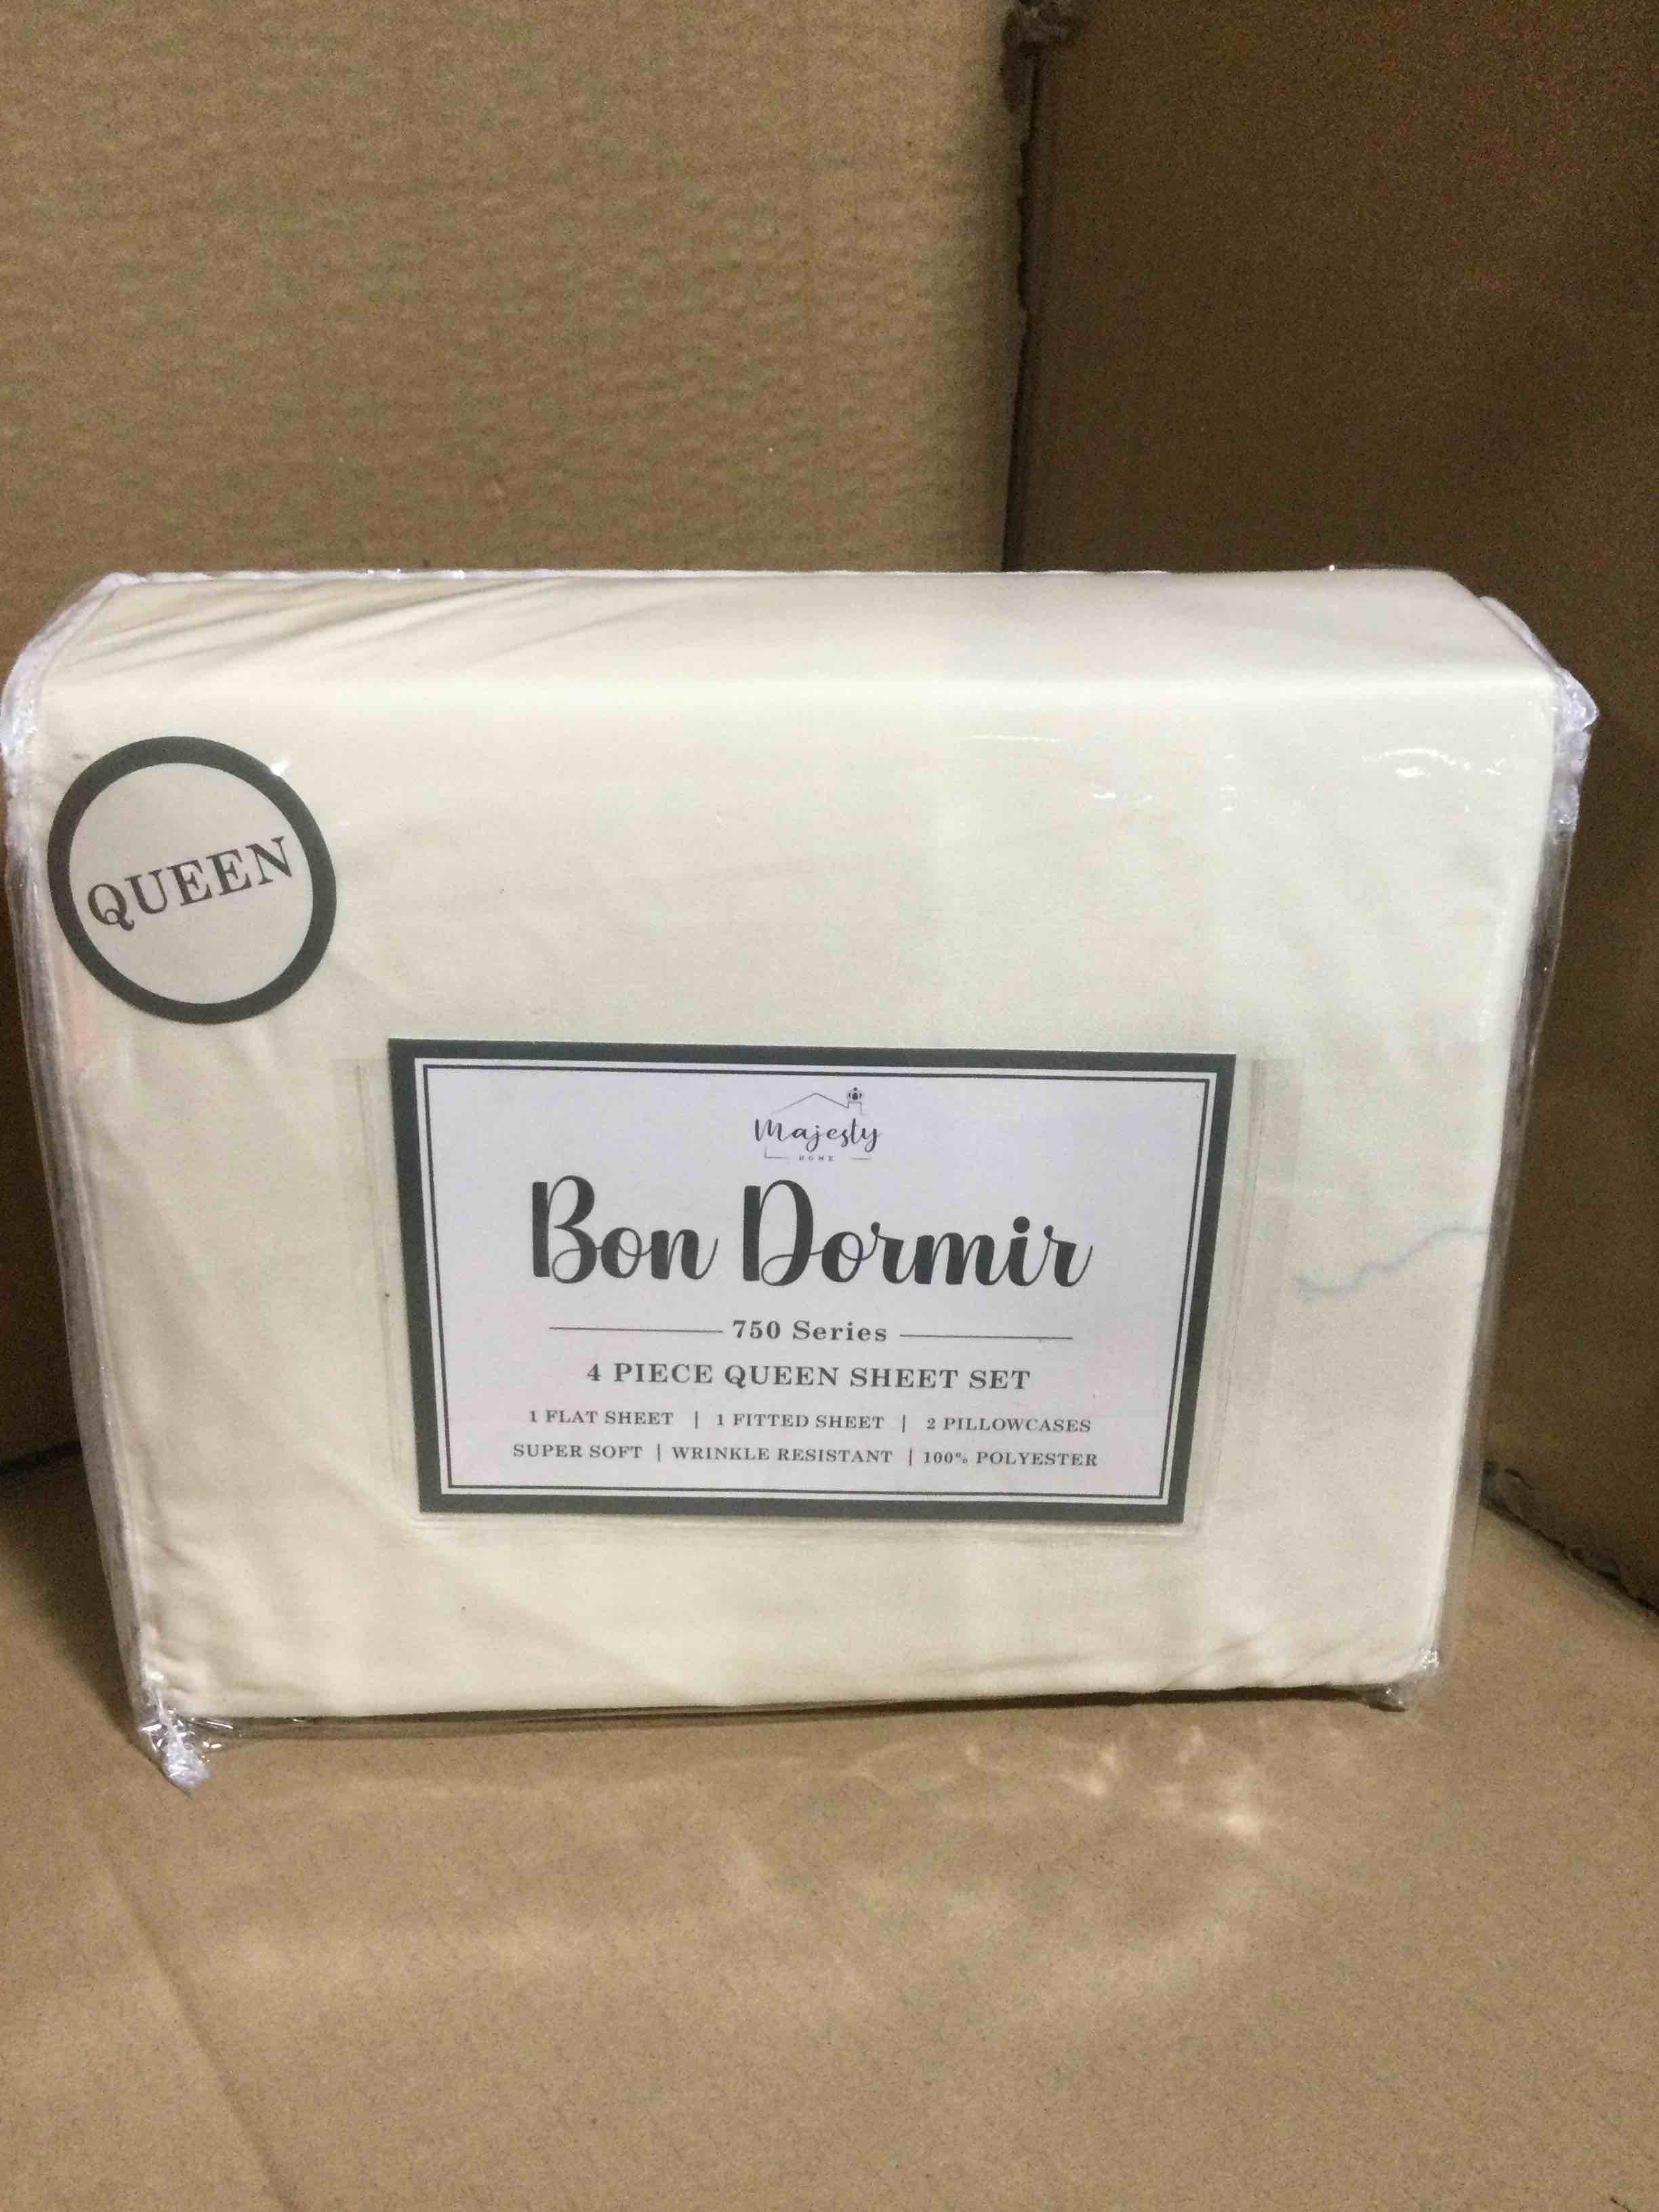 QUEEN
Majesty
HOME
Bon Dormir
750 Series
4 PIECE QUEEN SHEET SET
1 FLAT SHEET | 1 FITTED SHEET | 2 PILLOWCASES
SUPER SOFT | WRINKLE RESISTANT | 100% POLYESTER